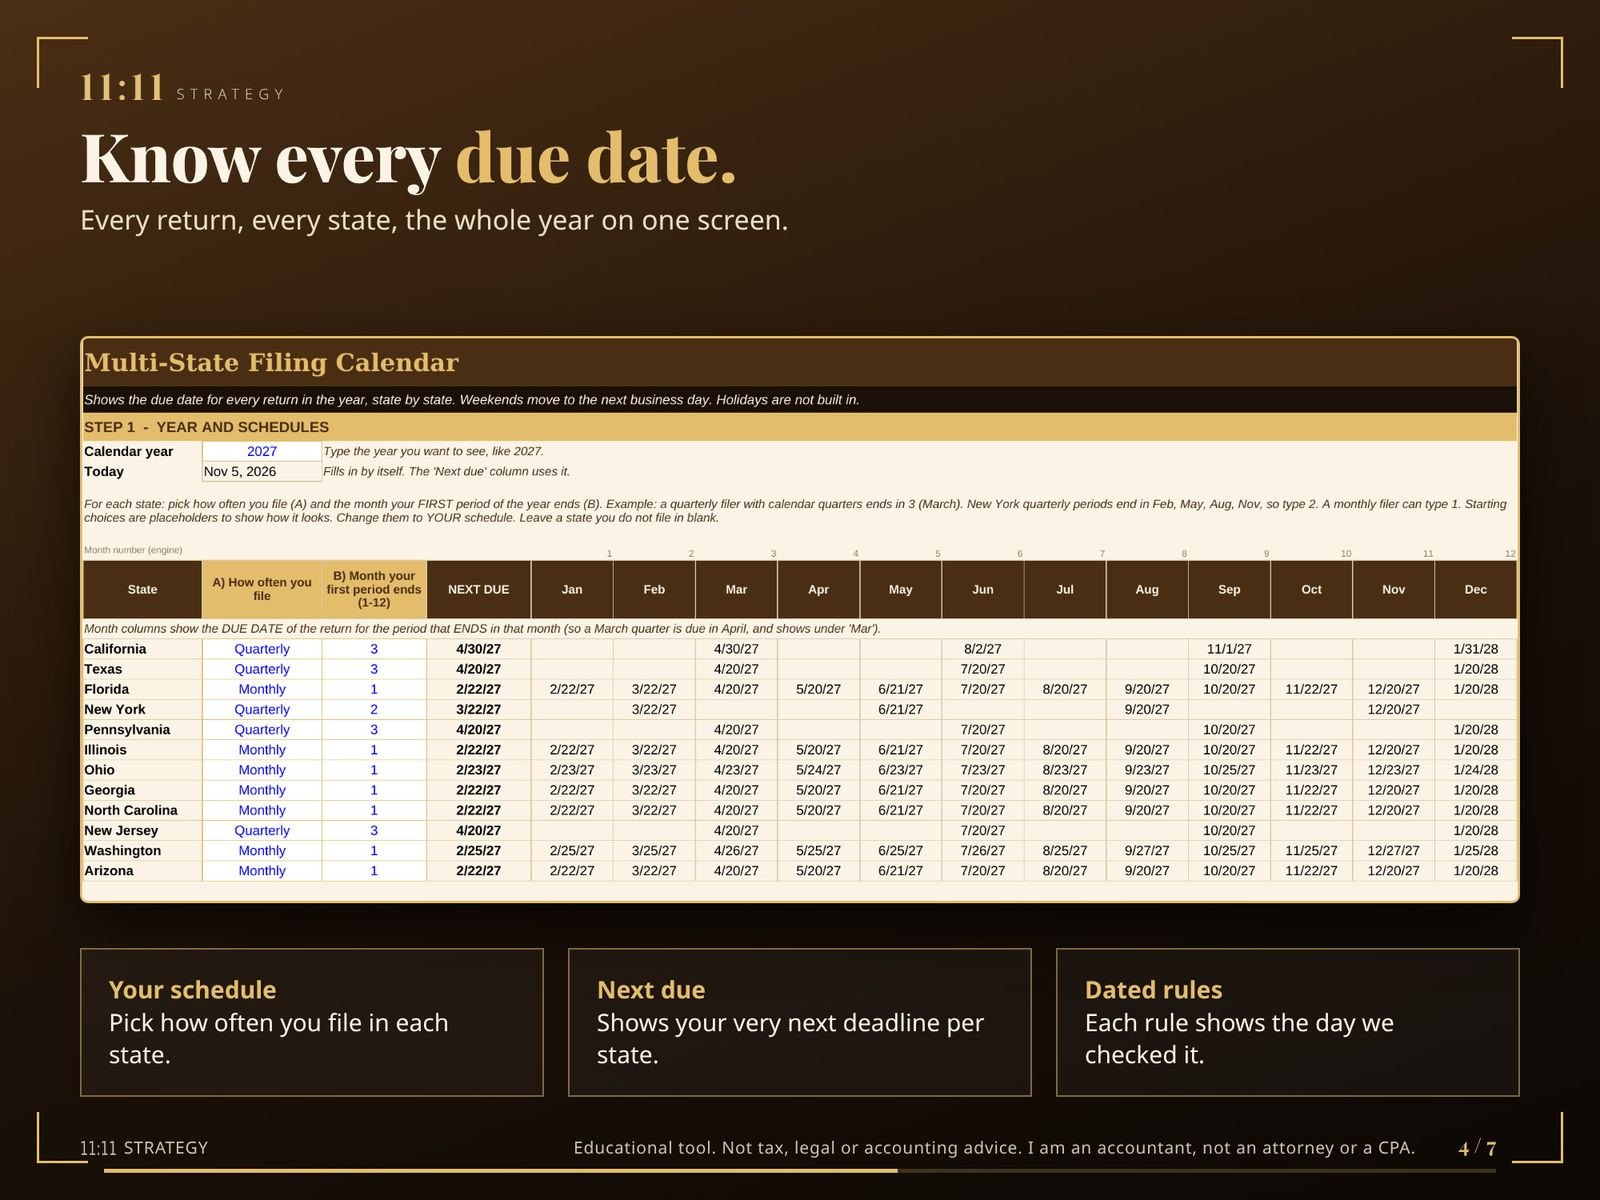 11:11 STRATEGY
Know every due date.
Every return, every state, the whole year on one screen.
Multi-State Filing Calendar
Shows the due date for every return in the year, state by state. Weekends move to the next business day. Holidays are not built in.
STEP 1 - YEAR AND SCHEDULES
Calendar year 2027 Type the year you want to see, like 2027.
Today Nov 5, 2026 Fills in by itself. The 'Next due' column uses it.
For each state: pick how often you file (A) and the month your FIRST period of the year ends (B). Example: a quarterly filer with calendar quarters ends in 3 (March). New York quarterly periods end in Feb, May, Aug, Nov, so type 2. A monthly filer can type 1. Starting
choices are placeholders to show how it looks. Change them to YOUR schedule. Leave a state you do not file in blank.
Month number (engine) 1 2 3 4 5 6 7 8 9 10 11 12
State A) How often you file B) Month your first period ends (1-12) NEXT DUE Jan Feb Mar Apr May Jun Jul Aug Sep Oct Nov Dec
Month columns show the DUE DATE of the return for the period that ENDS in that month (so a March quarter is due in April, and shows under 'Mar').
California Quarterly 3 4/30/27 4/30/27 8/2/27 11/1/27 1/31/28
Texas Quarterly 3 4/20/27 4/20/27 7/20/27 10/20/27 1/20/28
Florida Monthly 1 2/22/27 2/22/27 3/22/27 4/20/27 5/20/27 6/21/27 7/20/27 8/20/27 9/20/27 10/20/27 11/22/27 12/20/27 1/20/28
New York Quarterly 2 3/22/27 3/22/27 6/21/27 9/20/27 12/20/27
Pennsylvania Quarterly 3 4/20/27 4/20/27 7/20/27 10/20/27 1/20/28
Illinois Monthly 1 2/22/27 2/22/27 3/22/27 4/20/27 5/20/27 6/21/27 7/20/27 8/20/27 9/20/27 10/20/27 11/22/27 12/20/27 1/20/28
Ohio Monthly 1 2/23/27 2/23/27 3/23/27 4/23/27 5/24/27 6/23/27 7/23/27 8/23/27 9/23/27 10/25/27 11/23/27 12/23/27 1/24/28
Georgia Monthly 1 2/22/27 2/22/27 3/22/27 4/20/27 5/20/27 6/21/27 7/20/27 8/20/27 9/20/27 10/20/27 11/22/27 12/20/27 1/20/28
North Carolina Monthly 1 2/22/27 2/22/27 3/22/27 4/20/27 5/20/27 6/21/27 7/20/27 8/20/27 9/20/27 10/20/27 11/22/27 12/20/27 1/20/28
New Jersey Quarterly 3 4/20/27 4/20/27 7/20/27 10/20/27 1/20/28
Washington Monthly 1 2/25/27 2/25/27 3/25/27 4/26/27 5/25/27 6/25/27 7/26/27 8/25/27 9/27/27 10/25/27 11/25/27 12/27/27 1/25/28
Arizona Monthly 1 2/22/27 2/22/27 3/22/27 4/20/27 5/20/27 6/21/27 7/20/27 8/20/27 9/20/27 10/20/27 11/22/27 12/20/27 1/20/28
Your schedule
Pick how often you file in each
state.
Next due
Shows your very next deadline per
state.
Dated rules
Each rule shows the day we
checked it.
11:11 STRATEGY
Educational tool. Not tax, legal or accounting advice. I am an accountant, not an attorney or a CPA.
4 / 7